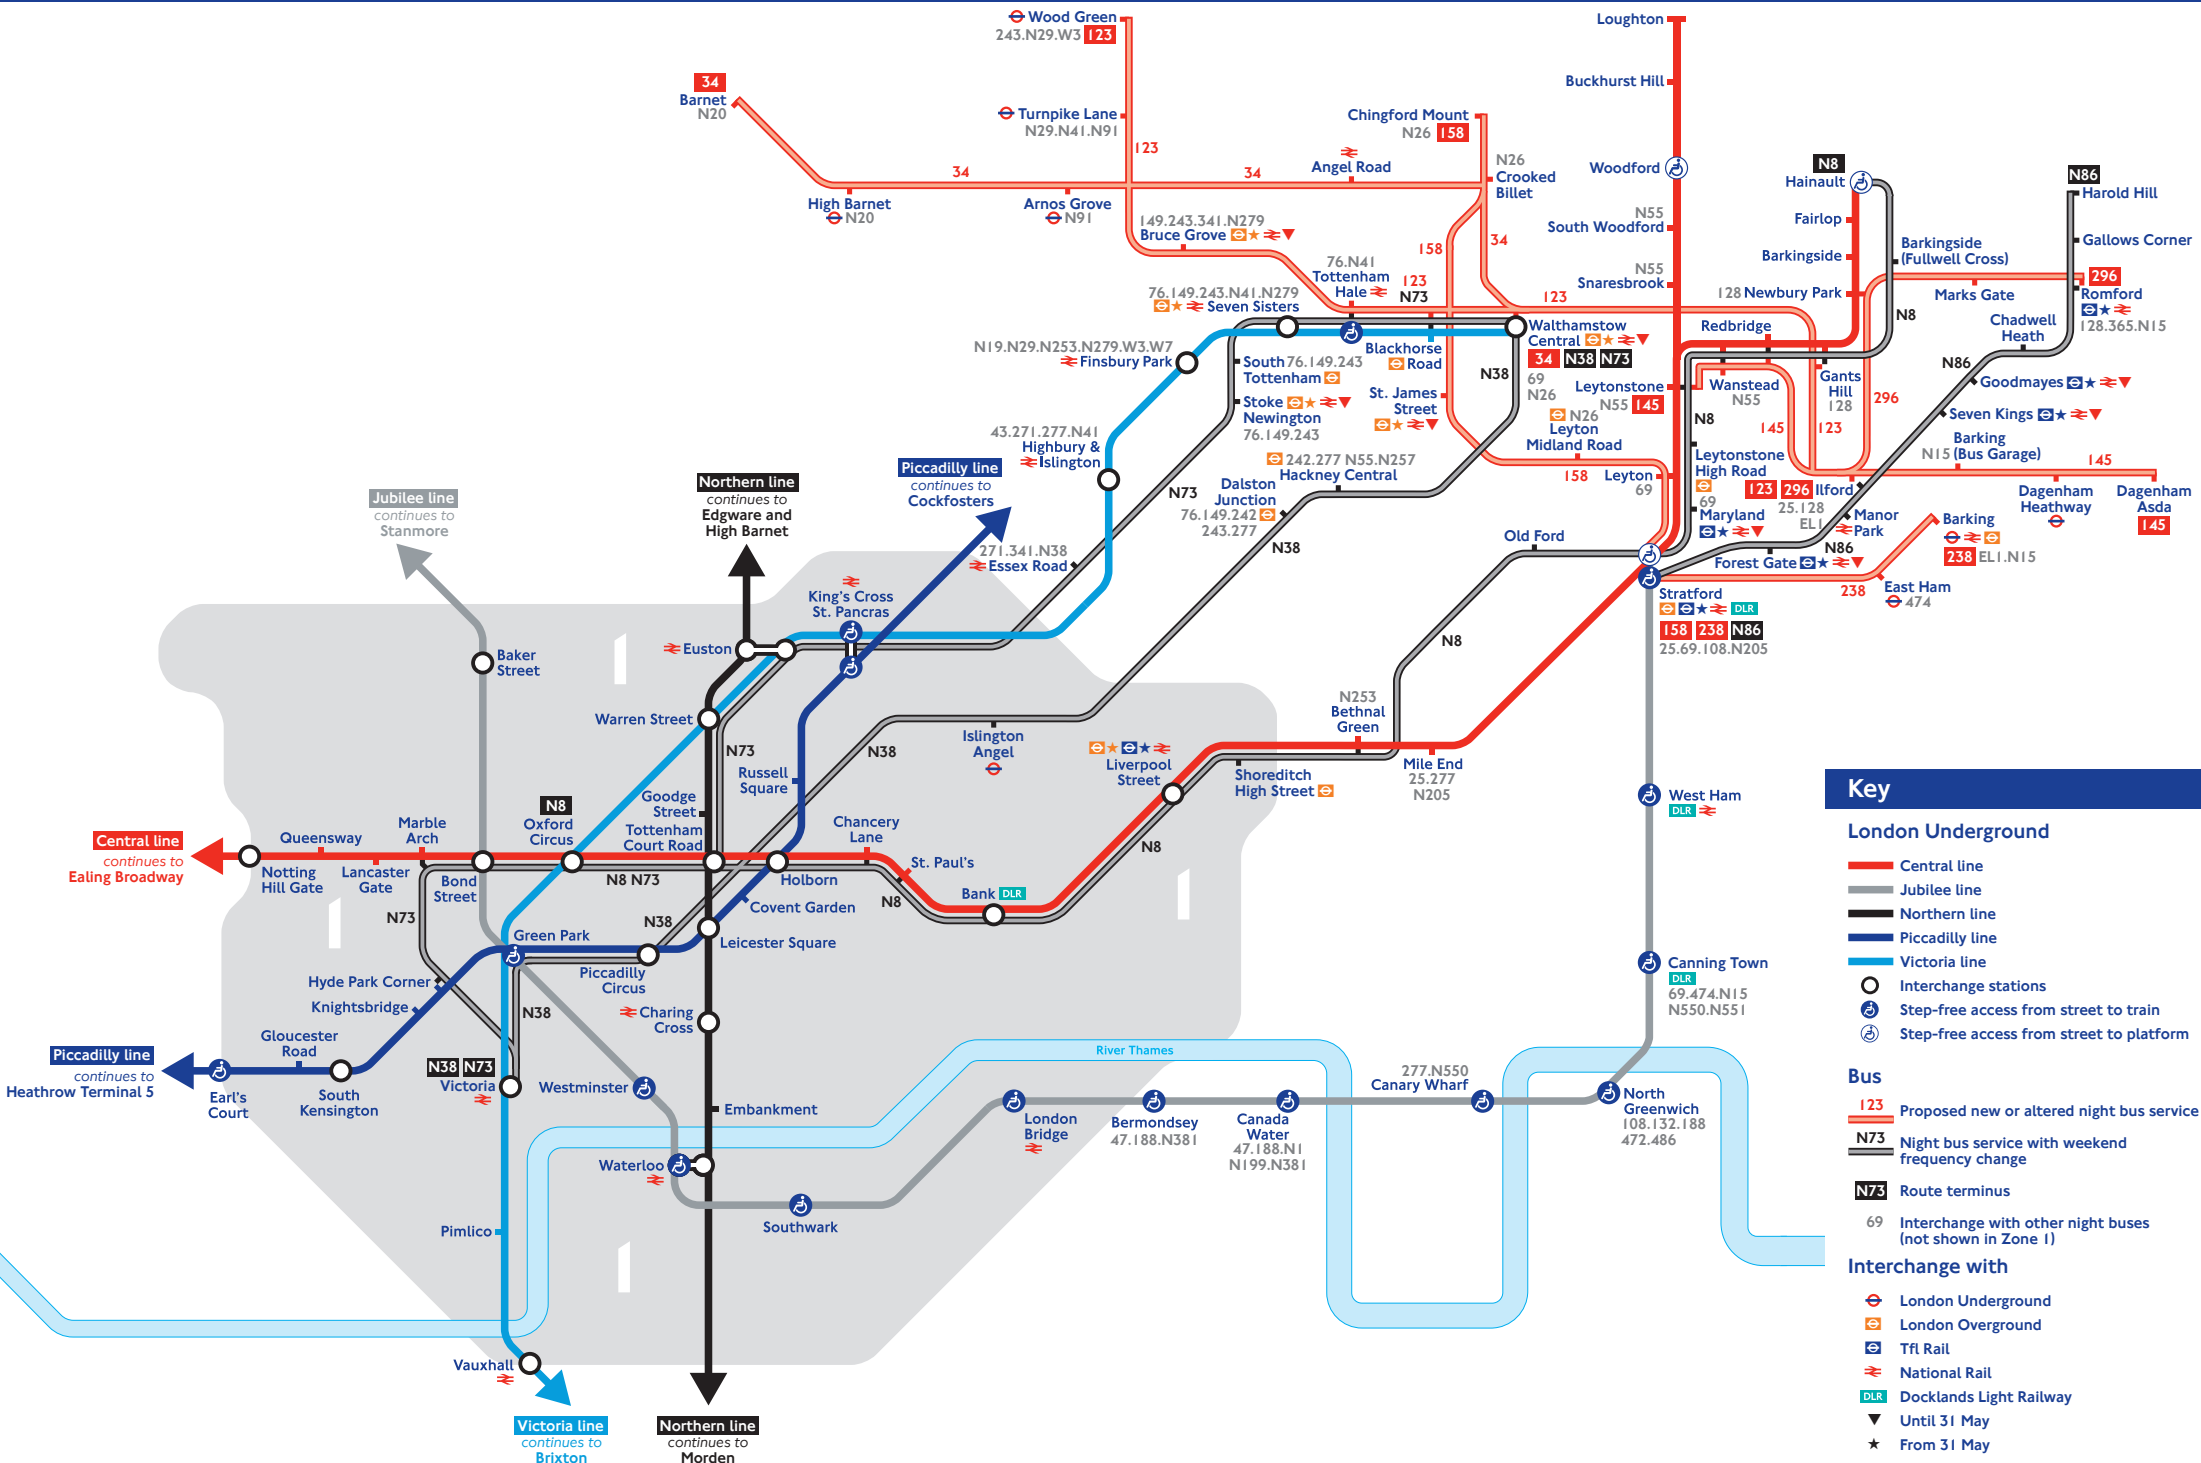 Wood Green
243.N29.W3 123
Loughton
34
Barnet
N20
Buckhurst Hill
Turnpike Lane
N29.N41.N91
123
Chingford Mount
N26 158
Angel Road
34
34
N26
Crooked
Billet
Woodford
N8
Hainault
N86
Harold Hill
High Barnet
N20
Arnos Grove
N91
149.243.341.N279
Bruce Grove
N55
South Woodford
Fairlop
158
34
Barkingside
Barkingside
(Fullwell Cross)
Gallows Corner
76.N41
Tottenham
Hale
123
N73
123
N55
Snaresbrook
76.149.243.N41.N279
Seven Sisters
128 Newbury Park
Marks Gate
296
Romford
128.365.N15
N8
Chadwell
Heath
N19.N29.N253.N279.W3.W7
Finsbury Park
South 76.149.243
Tottenham
Blackhorse
Road
Walthamstow
Central
34 N38 N73
69
N26
Redbridge
N38
N86
Stoke
Newington
76.149.243
St. James
Street
Leytonstone
N55 145
Wanstead
N55
Gants
Hill
128
296
Goodmayes
Seven Kings
43.271.277.N41
Highbury &
Islington
N26
Leyton
Midland Road
N8
145
123
Barking
N15 (Bus Garage)
145
Piccadilly line
continues to
Cockfosters
Northern line
continues to
Edgware and
High Barnet
Jubilee line
continues to
Stanmore
242.277 N55.N257
Hackney Central
Dalston
Junction
76.149.242
243.277
N73
158
Leyton
69
Leytonstone
High Road
69
123 296 Ilford
25.128
EL1
Dagenham
Heathway
Dagenham
Asda
145
Maryland
Manor
Park
Barking
238 EL1.N15
Old Ford
N38
271.341.N38
Essex Road
N86
Forest Gate
238
East Ham
474
King's Cross
St. Pancras
Stratford
DLR
158 238 N86
25.69.108.N205
N8
Euston
Baker
Street
Warren Street
N73
N38
Islington
Angel
N253
Bethnal
Green
Liverpool
Street
Shoreditch
High Street
Mile End
25.277
N205
Russell
Square
Goodge
Street
Tottenham
Court Road
N8
Oxford
Circus
Marble
Arch
Queensway
Chancery
Lane
St. Paul's
N8
West Ham
DLR
Central line
continues to
Ealing Broadway
Notting
Hill Gate
Lancaster
Gate
Bond
Street
N8 N73
Holborn
N8
Bank DLR
Covent Garden
N73
N38
1
1
1
1
Green Park
Leicester Square
Piccadilly
Circus
Hyde Park Corner
Knightsbridge
N38
Charing
Cross
Canning Town
DLR
69.474.N15
N550.N551
Gloucester
Road
Piccadilly line
continues to
Heathrow Terminal 5
Earl's
Court
South
Kensington
N38 N73
Victoria
Westminster
River Thames
Embankment
London
Bridge
Bermondsey
47.188.N381
Canada
Water
47.188.N1
N199.N381
277.N550
Canary Wharf
North
Greenwich
108.132.188
472.486
Waterloo
Southwark
Pimlico
Vauxhall
Victoria line
continues to
Brixton
Northern line
continues to
Morden
Key
London Underground
Central line
Jubilee line
Northern line
Piccadilly line
Victoria line
Interchange stations
Step-free access from street to train
Step-free access from street to platform
Bus
123
Proposed new or altered night bus service
N73
Night bus service with weekend
frequency change
N73 Route terminus
69 Interchange with other night buses
(not shown in Zone 1)
Interchange with
London Underground
London Overground
Tfl Rail
National Rail
DLR Docklands Light Railway
Until 31 May
From 31 May